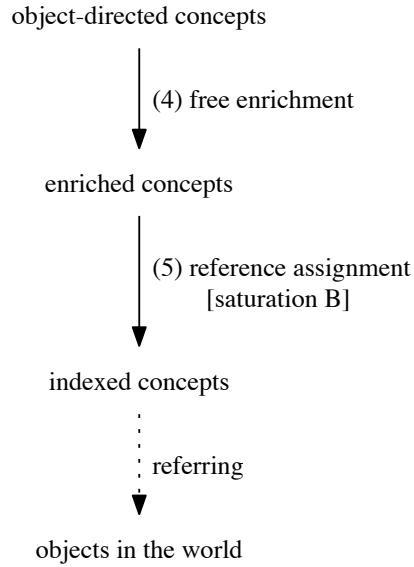 object-directed concepts
(4) free enrichment
enriched concepts
(5) reference assignment
[saturation B]
indexed concepts
referring
objects in the world